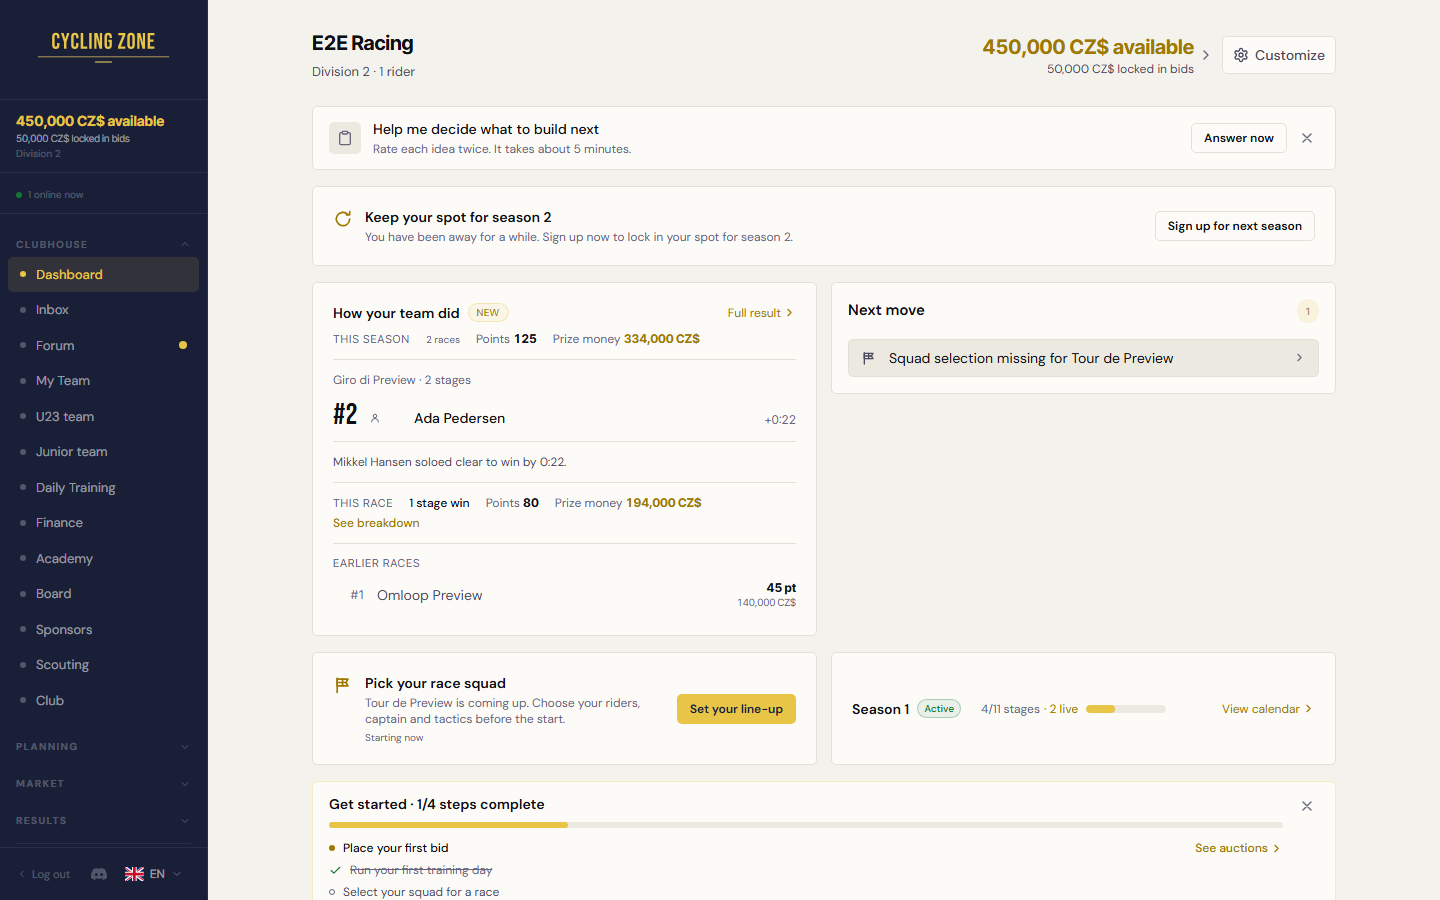 CYCLING ZONE
450,000 CZ$ available
50,000 CZ$ locked in bids
Division 2
1 online now
CLUBHOUSE
Dashboard
Inbox
Forum
My Team
U23 team
Junior team
Daily Training
Finance
Academy
Board
Sponsors
Scouting
Club
PLANNING
MARKET
RESULTS
Log out
EN
E2E Racing
Division 2 · 1 rider
450,000 CZ$ available
50,000 CZ$ locked in bids
Customize
Help me decide what to build next
Rate each idea twice. It takes about 5 minutes.
Answer now
Keep your spot for season 2
You have been away for a while. Sign up now to lock in your spot for season 2.
Sign up for next season
How your team did NEW Full result
THIS SEASON 2 races Points 125 Prize money 334,000 CZ$
Giro di Preview · 2 stages
#2 Ada Pedersen +0:22
Mikkel Hansen soloed clear to win by 0:22.
THIS RACE 1 stage win Points 80 Prize money 194,000 CZ$
See breakdown
EARLIER RACES
#1 Omloop Preview 45 pt
140,000 CZ$
Next move 1
Squad selection missing for Tour de Preview
Pick your race squad
Tour de Preview is coming up. Choose your riders,
captain and tactics before the start.
Starting now
Set your line-up
Season 1 Active 4/11 stages · 2 live View calendar
Get started · 1/4 steps complete
Place your first bid See auctions
Run your first training day
Select your squad for a race